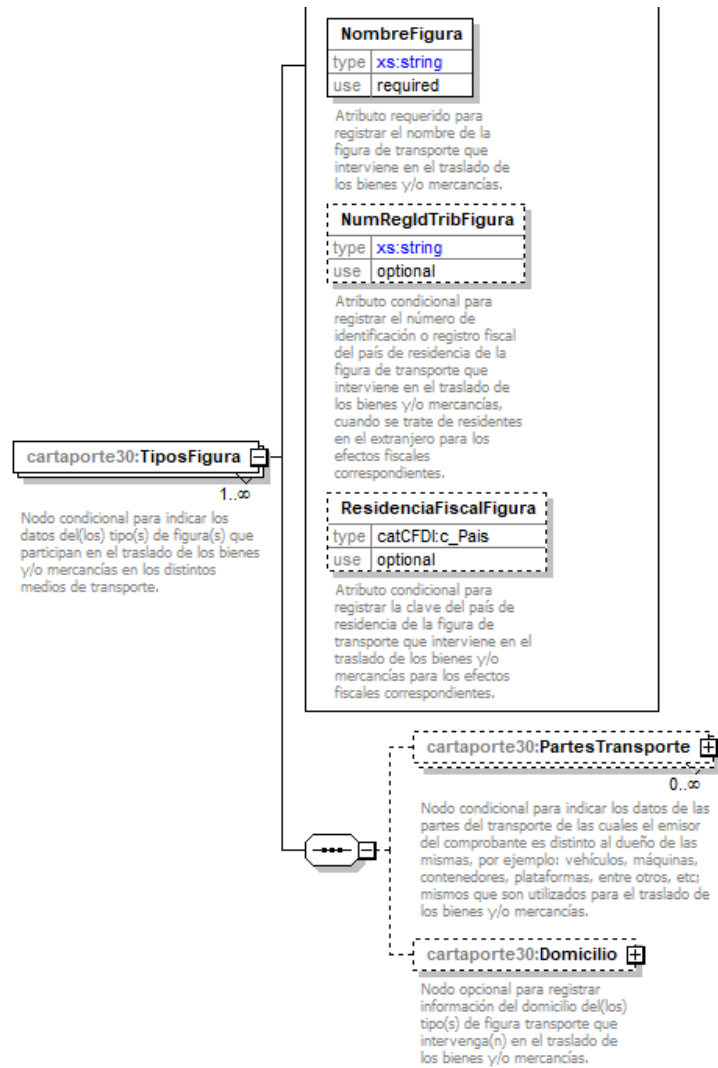 NombreFigura
type xs:string
use required
Atributo requerido para
registrar el nombre de la
figura de transporte que
interviene en el traslado de
los bienes y/o mercancías.
NumRegIdTribFigura
type xs:string
use optional
Atributo condicional para
registrar el número de
identificación o registro fiscal
del país de residencia de la
figura de transporte que
interviene en el traslado de
los bienes y/o mercancías,
cuando se trate de residentes
en el extranjero para los
efectos fiscales
correspondientes.
cartaporte30:TiposFigura
1..∞
Nodo condicional para indicar los
datos del(los) tipo(s) de figura(s) que
participan en el traslado de los bienes
y/o mercancías en los distintos
medios de transporte.
ResidenciaFiscalFigura
type catCFDI:c_Pais
use optional
Atributo condicional para
registrar la clave del país de
residencia de la figura de
transporte que interviene en el
traslado de los bienes y/o
mercancías para los efectos
fiscales correspondientes.
cartaporte30:PartesTransporte
0..∞
Nodo condicional para indicar los datos de las
partes del transporte de las cuales el emisor
del comprobante es distinto al dueño de las
mismas, por ejemplo: vehículos, máquinas,
contenedores, plataformas, entre otros, etc;
mismos que son utilizados para el traslado de
los bienes y/o mercancías.
cartaporte30:Domicilio
Nodo opcional para registrar
información del domicilio del(los)
tipo(s) de figura transporte que
intervenga(n) en el traslado de
los bienes y/o mercancías.